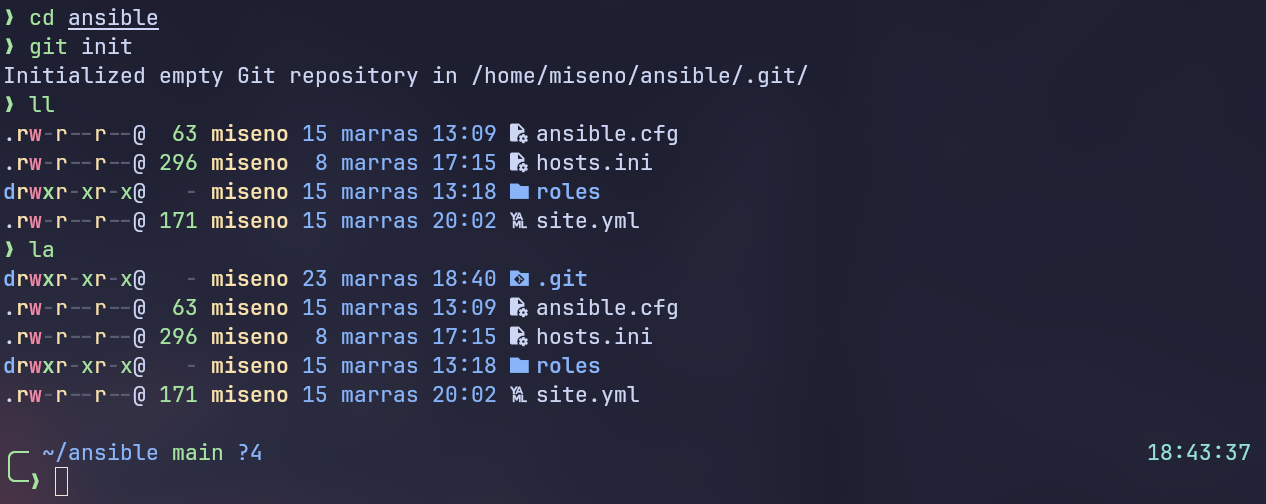 ❱ cd ansible
❱ git init
Initialized empty Git repository in /home/miseno/ansible/.git/
❱ ll
.rw-r--r--@  63 miseno 15 marras 13:09 ansible.cfg
.rw-r--r--@ 296 miseno  8 marras 17:15 hosts.ini
drwxr-xr-x@   - miseno 15 marras 13:18 roles
.rw-r--r--@ 171 miseno 15 marras 20:02 site.yml
❱ la
drwxr-xr-x@   - miseno 23 marras 18:40 .git
.rw-r--r--@  63 miseno 15 marras 13:09 ansible.cfg
.rw-r--r--@ 296 miseno  8 marras 17:15 hosts.ini
drwxr-xr-x@   - miseno 15 marras 13:18 roles
.rw-r--r--@ 171 miseno 15 marras 20:02 site.yml
~/ansible main ?4 18:43:37
❱